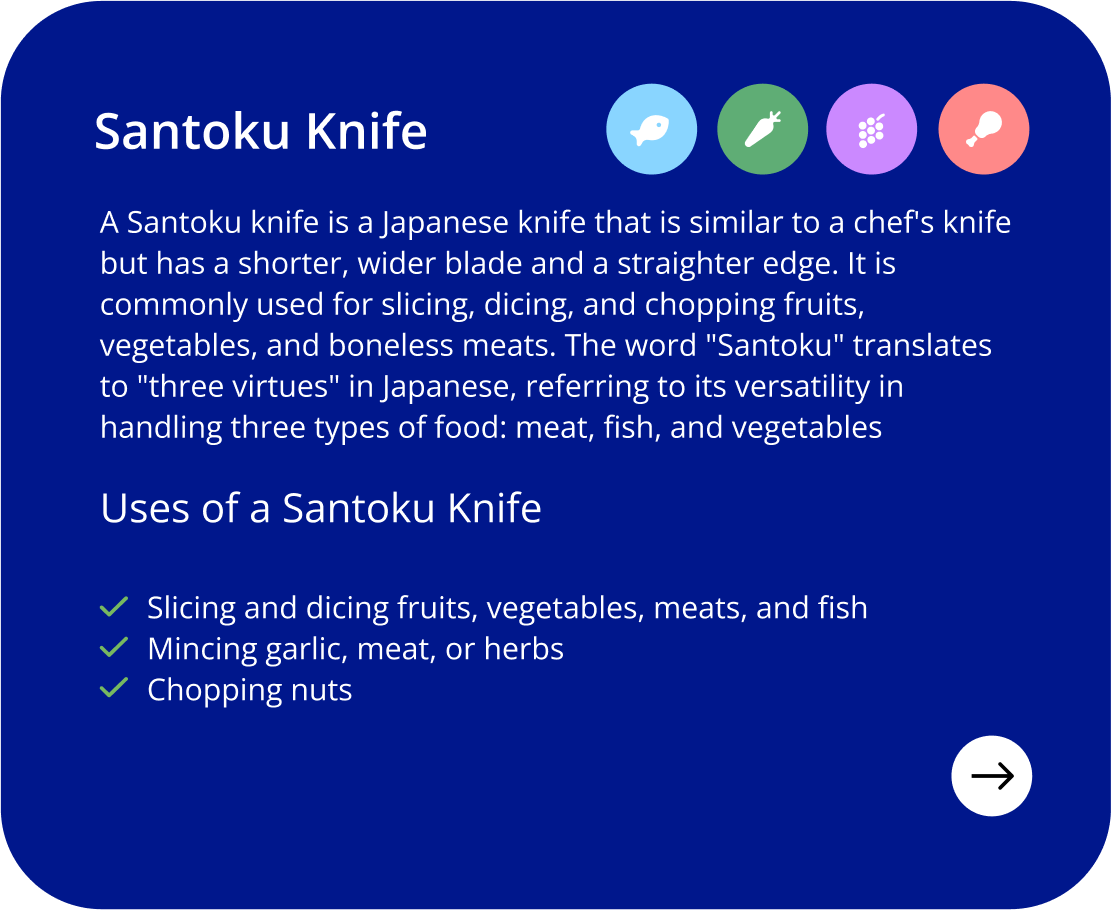 Santoku Knife
A Santoku knife is a Japanese knife that is similar to a chef's knife
but has a shorter, wider blade and a straighter edge. It is
commonly used for slicing, dicing, and chopping fruits,
vegetables, and boneless meats. The word "Santoku" translates
to "three virtues" in Japanese, referring to its versatility in
handling three types of food: meat, fish, and vegetables
Uses of a Santoku Knife
Slicing and dicing fruits, vegetables, meats, and fish
Mincing garlic, meat, or herbs
Chopping nuts